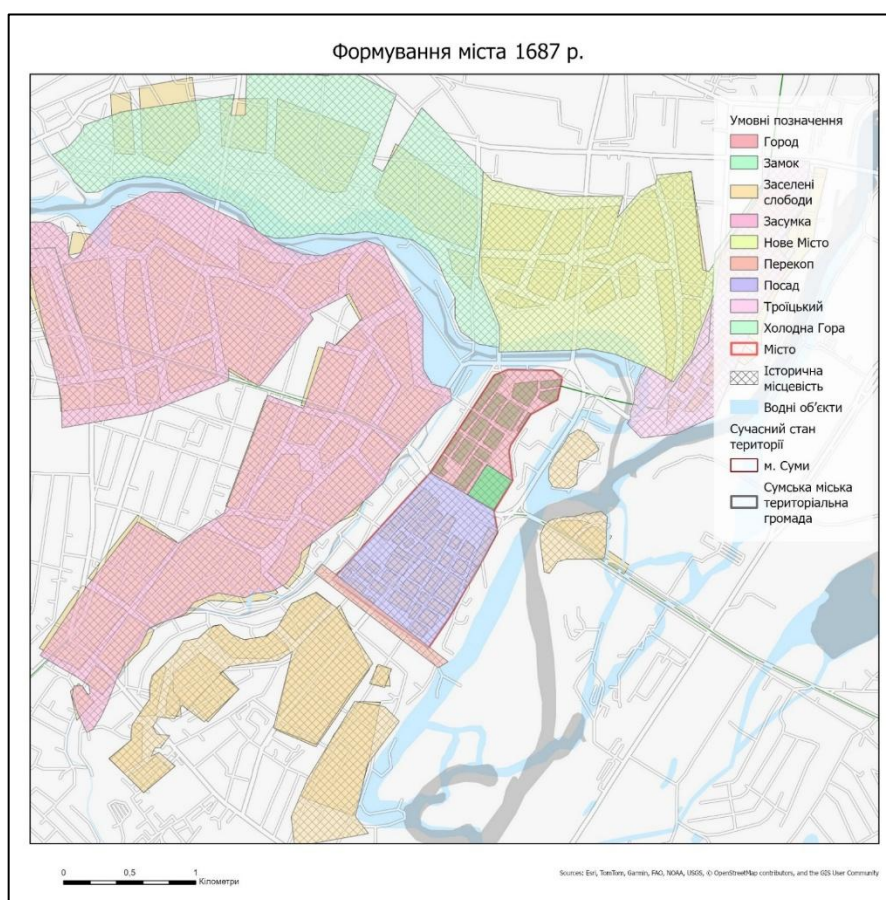 Формування міста 1687 р.
Умовні позначення
Город
Замок
Заселені
слободи
Засумка
Нове Місто
Перекоп
Посад
Троїцький
Холодна Гора
Місто
Історична
місцевість
Водні об'єкти
Сучасний стан
території
м. Суми
Сумська міська
територіальна
громада
0 0,5 1
Кілометри
Sources: Esri, TomTom, Garmin, FAO, NOAA, USGS, © OpenStreetMap contributors, and the GIS User Community